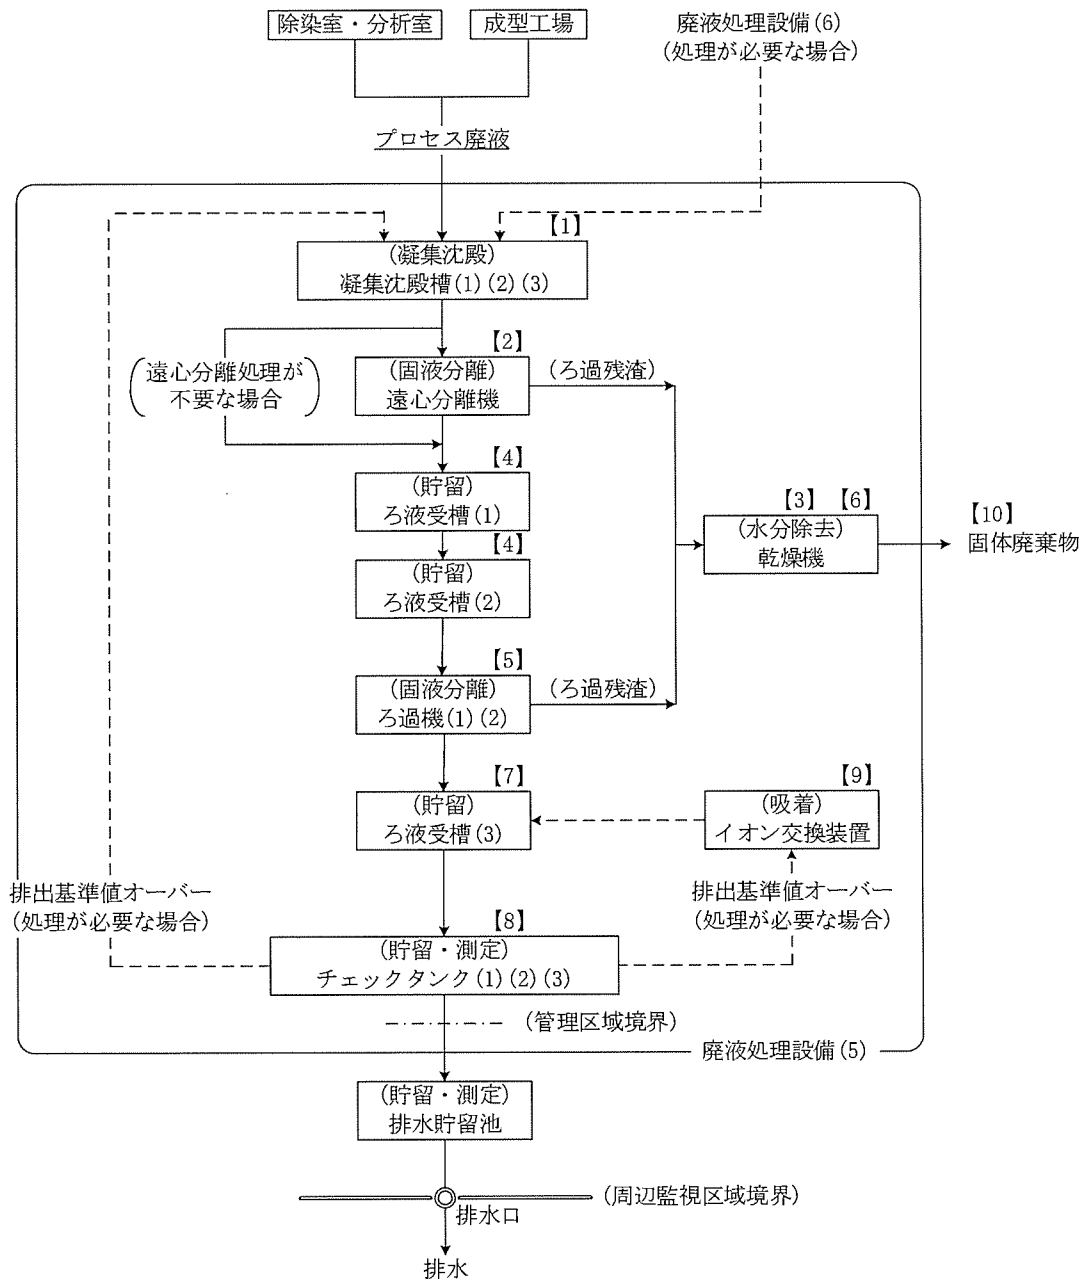 除染室・分析室
成型工場
廃液処理設備(6)
(処理が必要な場合)
プロセス廃液
【1】
(凝集沈殿)
凝集沈殿槽(1)(2)(3)
【2】
(固液分離)
遠心分離機
(ろ過残渣)
(遠心分離処理が
不要な場合)
【4】
(貯留)
ろ液受槽(1)
【4】
(貯留)
ろ液受槽(2)
【3】【6】
(水分除去)
乾燥機
【10】
固体廃棄物
【5】
(固液分離)
ろ過機(1)(2)
(ろ過残渣)
【7】
(貯留)
ろ液受槽(3)
【9】
(吸着)
イオン交換装置
排出基準値オーバー
(処理が必要な場合)
排出基準値オーバー
(処理が必要な場合)
【8】
(貯留・測定)
チェックタンク(1)(2)(3)
(管理区域境界)
廃液処理設備(5)
(貯留・測定)
排水貯留池
(周辺監視区域境界)
排水口
排水